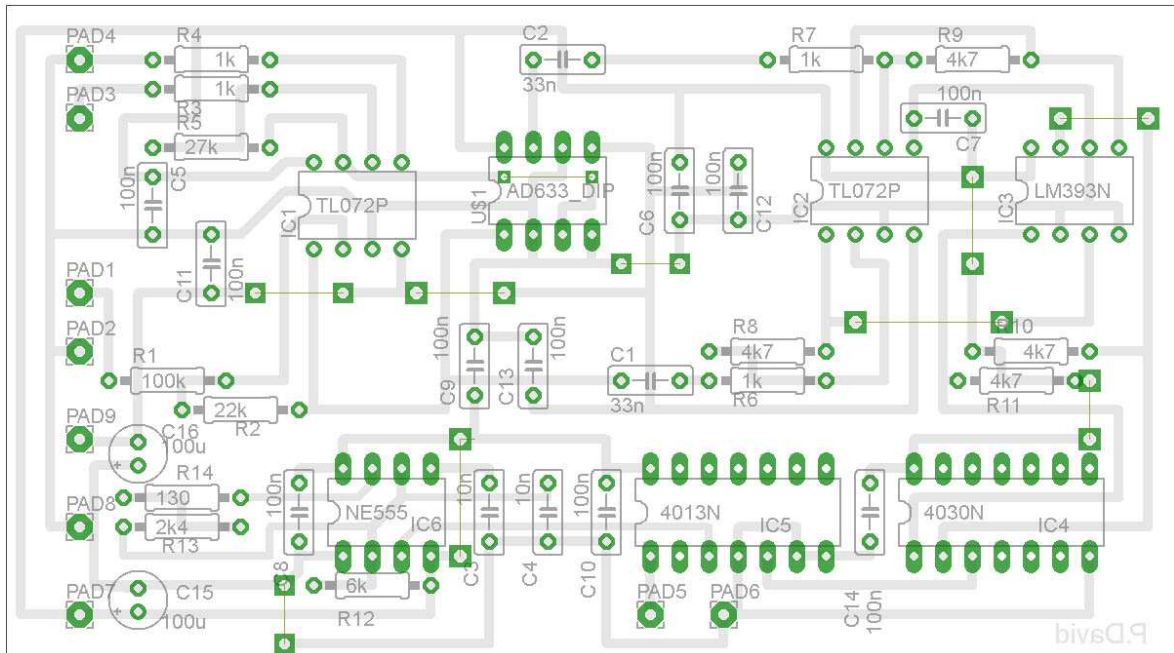 PAD4
R4
1k
C2
33n
R7
1k
R9
4k7
PAD3
1k
R3
R5
27k
100n
C7
100n
C5
TL072P
IC1
U$1
AD633_DIP
100n
C6
100n
C12
TL072P
IC2
LM393N
IC3
C11
100n
PAD1
PAD2
R1
100k
22k
R2
100n
C9
100n
C13
C1
33n
R8
4k7
1k
R6
R10
4k7
4k7
R11
PAD9
C16
100u
R14
130
2k4
R13
PAD8
100n
C8
NE555
IC6
10n
C3
10n
C4
100n
C10
4013N
IC5
C14
100n
4030N
IC4
PAD7
C15
100u
6k
R12
PAD5
PAD6
P.David